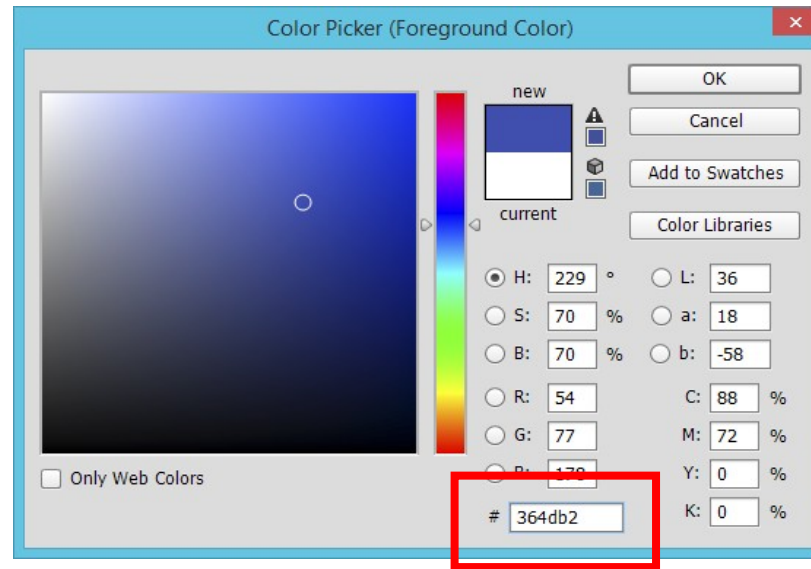 Color Picker (Foreground Color)
new
current
OK
Cancel
Add to Swatches
Color Libraries
H: 229 °
S: 70 %
B: 70 %
R: 54
G: 77
B: 178
# 364db2
L: 36
a: 18
b: -58
C: 88 %
M: 72 %
Y: 0 %
K: 0 %
Only Web Colors